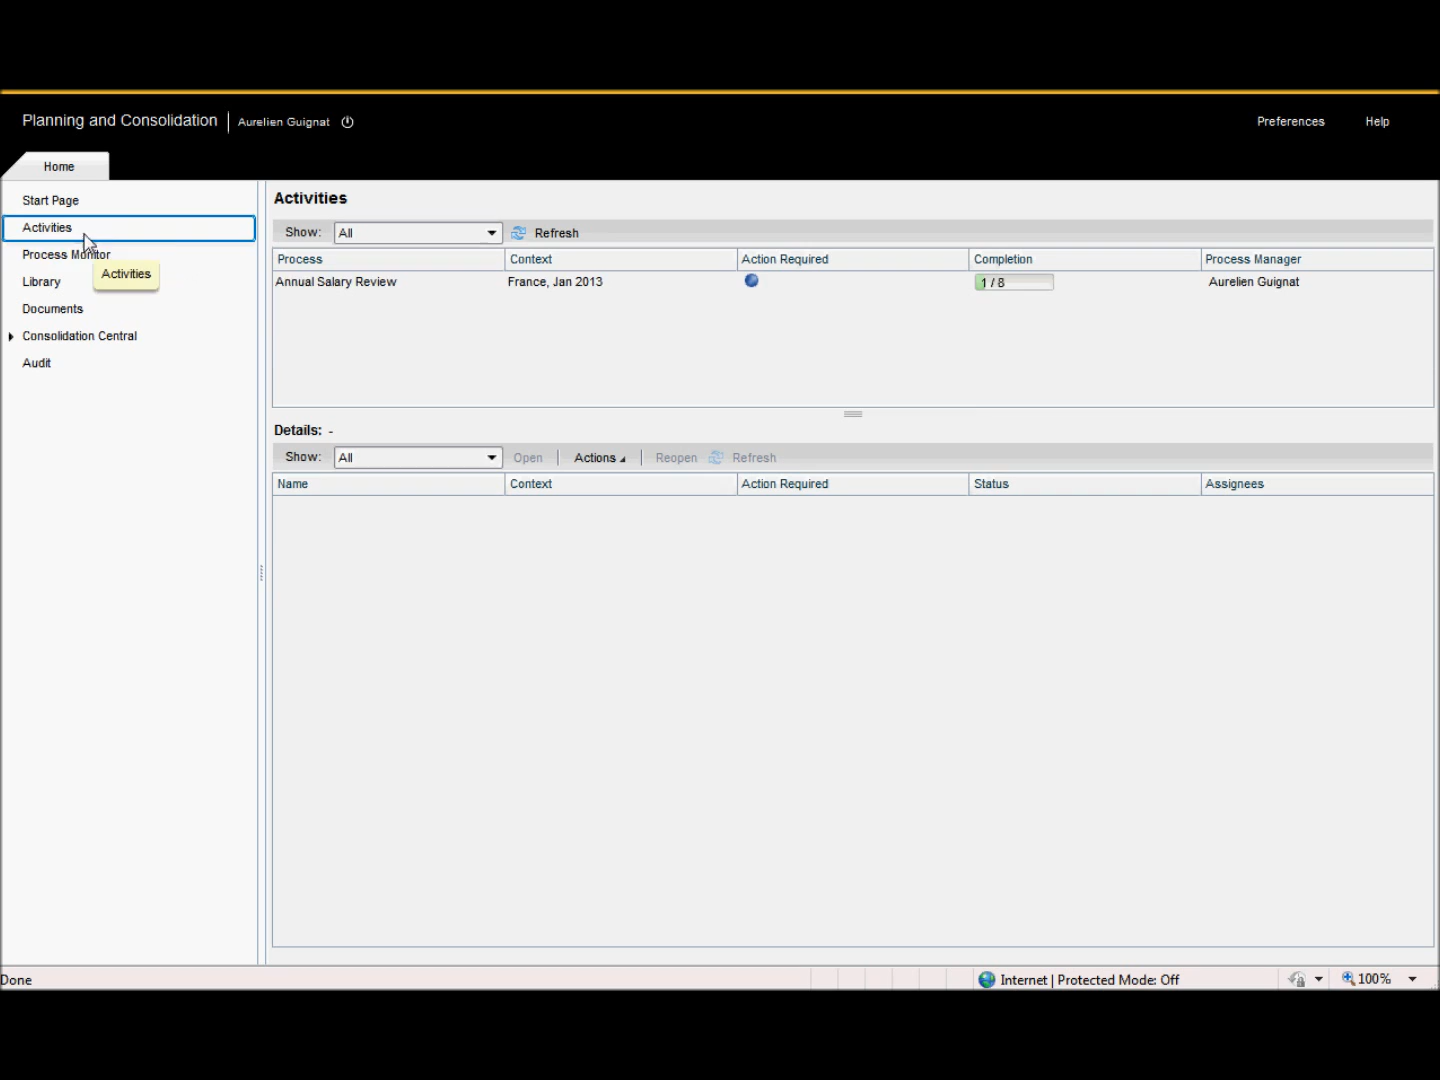 Planning and Consolidation
Aurelien Guignat
Preferences
Help
Home
Start Page
Activities
Process Monitor
Activities
Library
Documents
Consolidation Central
Audit
Activities
Show: All Refresh
Process Context Action Required Completion Process Manager
Annual Salary Review France, Jan 2013 1 / 8 Aurelien Guignat
Details: -
Show: All Open Actions Reopen Refresh
Name Context Action Required Status Assignees
Done
Internet | Protected Mode: Off
100%